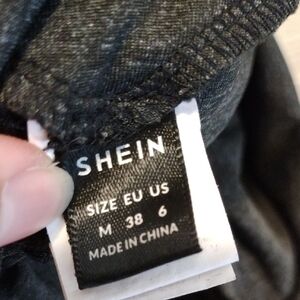 SHEIN
SIZE EU US
M 38 6
MADE IN CHINA